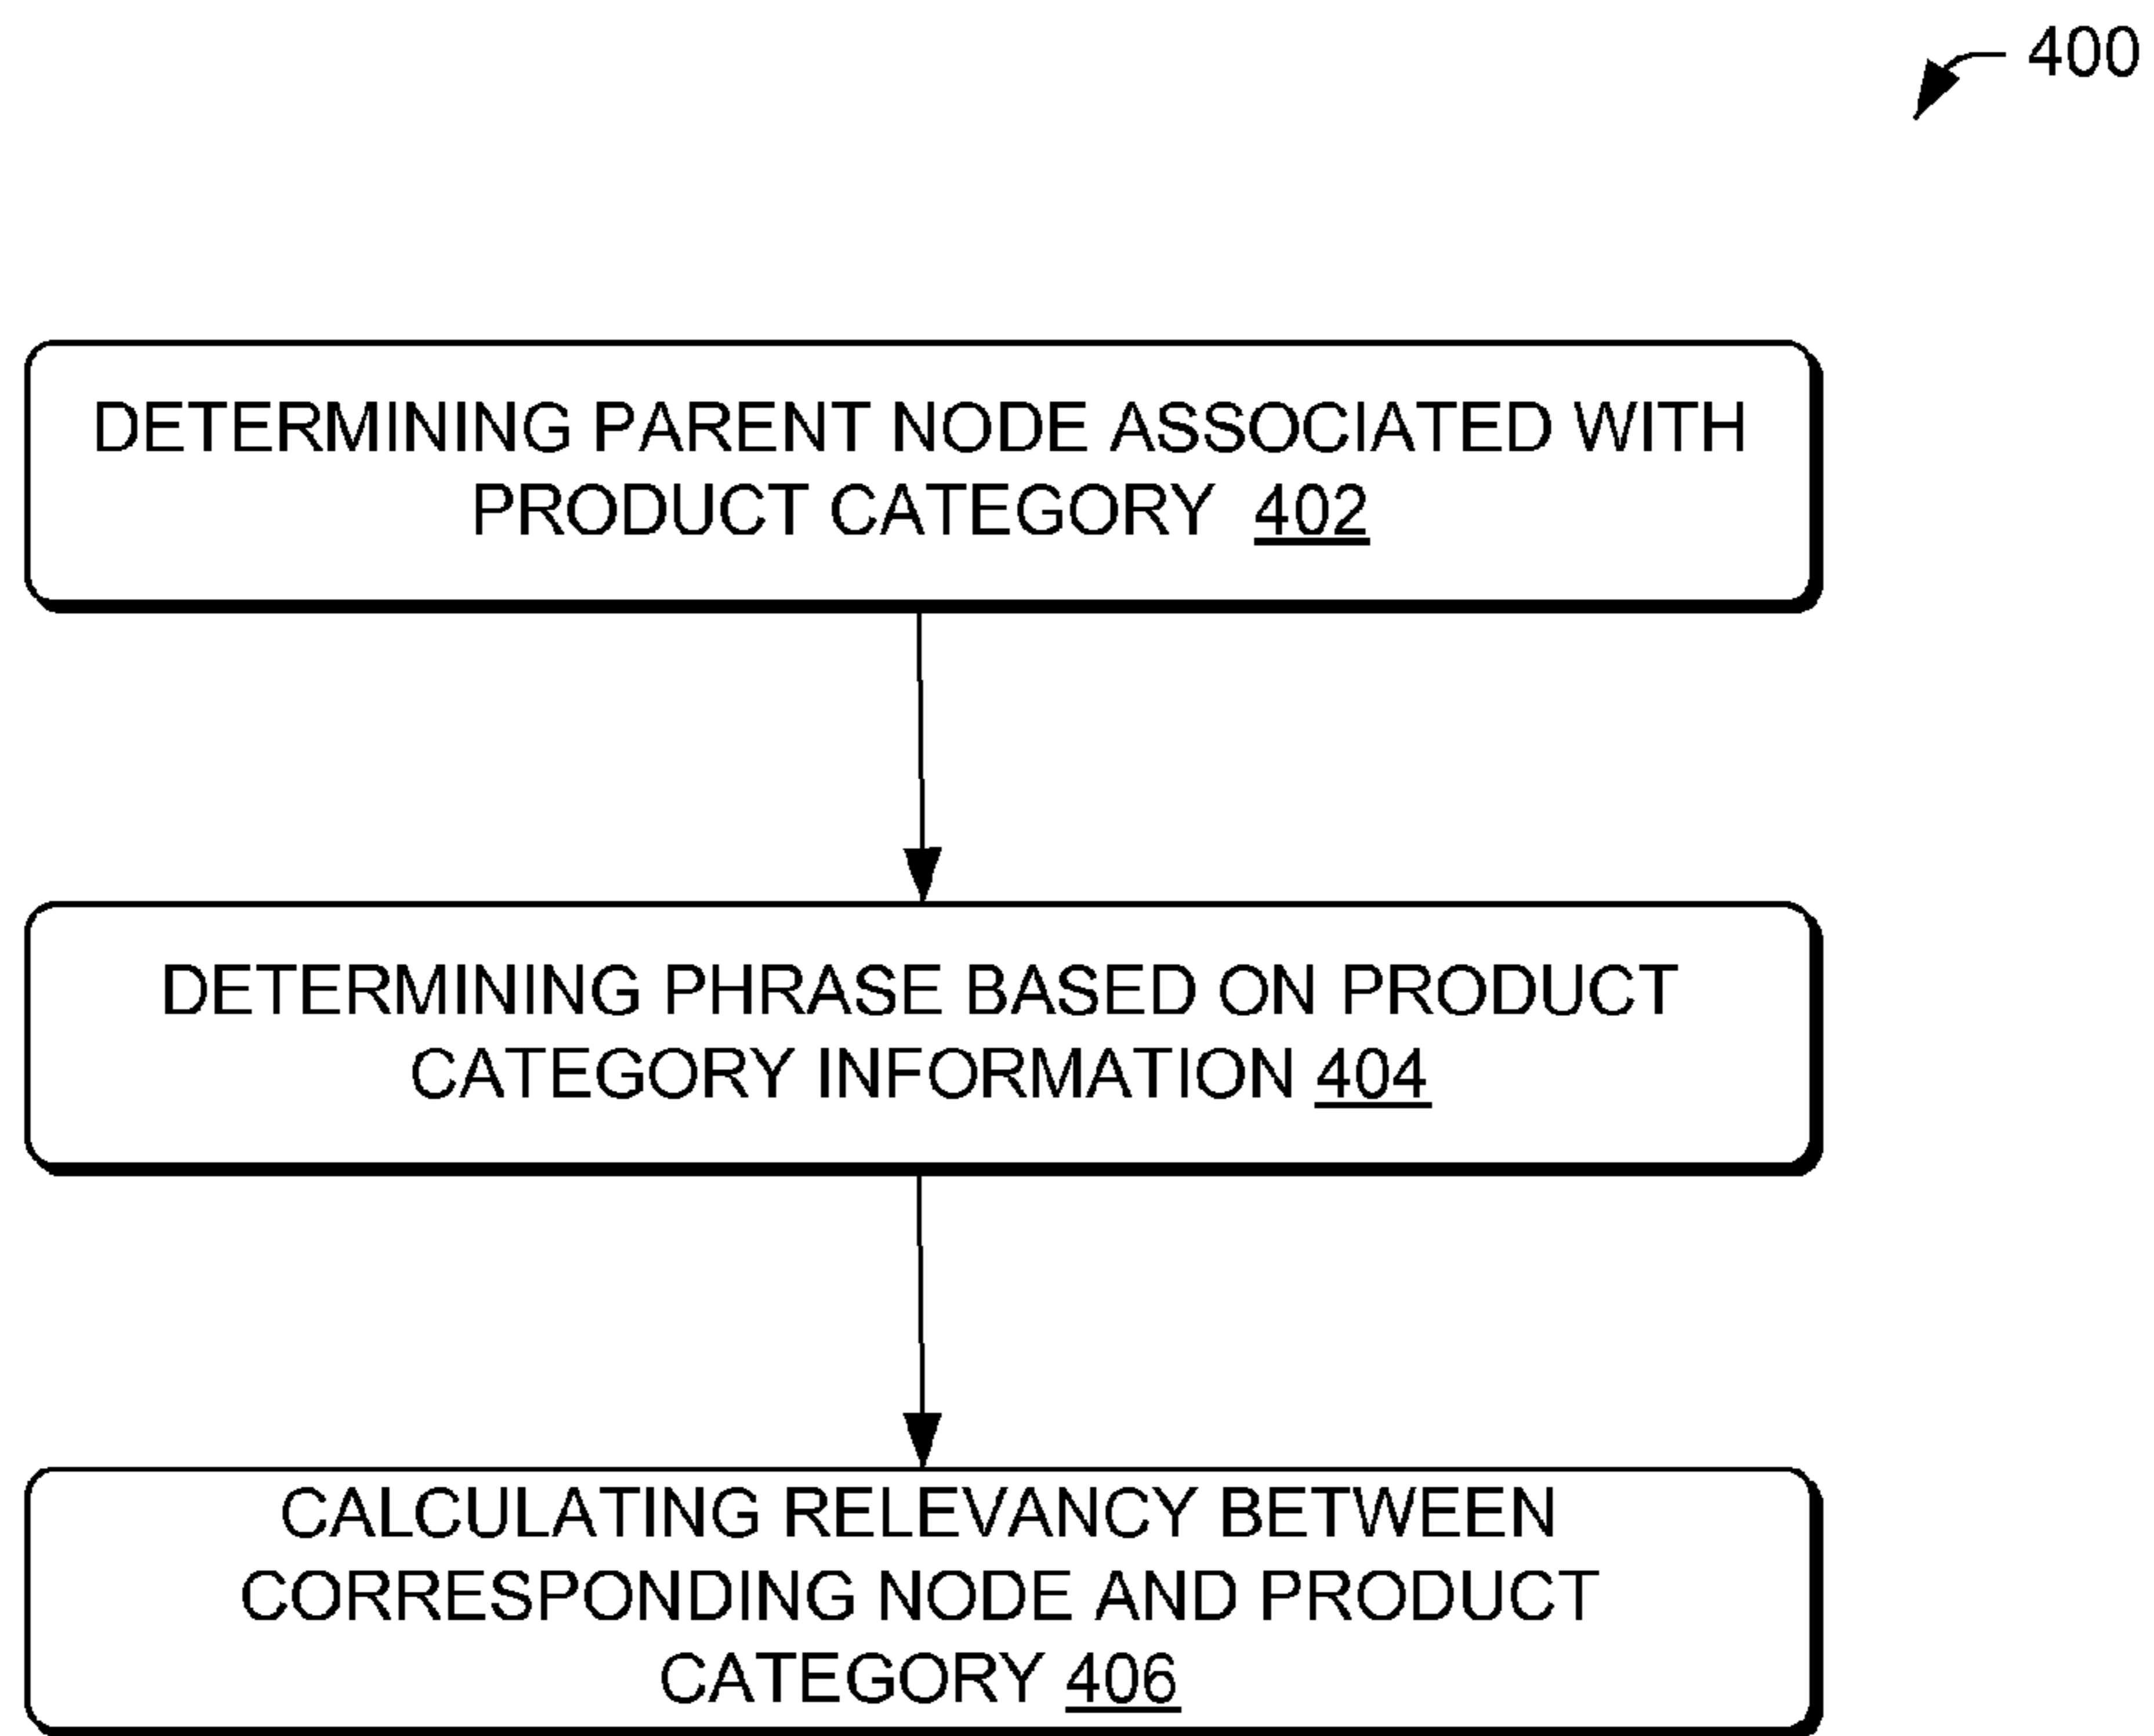 400
DETERMINING PARENT NODE ASSOCIATED WITH
PRODUCT CATEGORY 402
DETERMINING PHRASE BASED ON PRODUCT
CATEGORY INFORMATION 404
CALCULATING RELEVANCY BETWEEN
CORRESPONDING NODE AND PRODUCT
CATEGORY 406